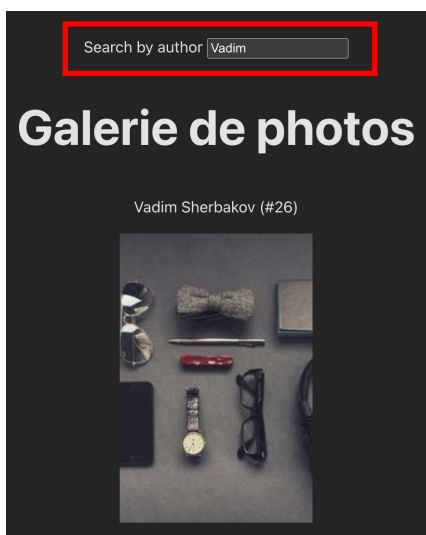 Search by author Vadim
Galerie de photos
Vadim Sherbakov (#26)